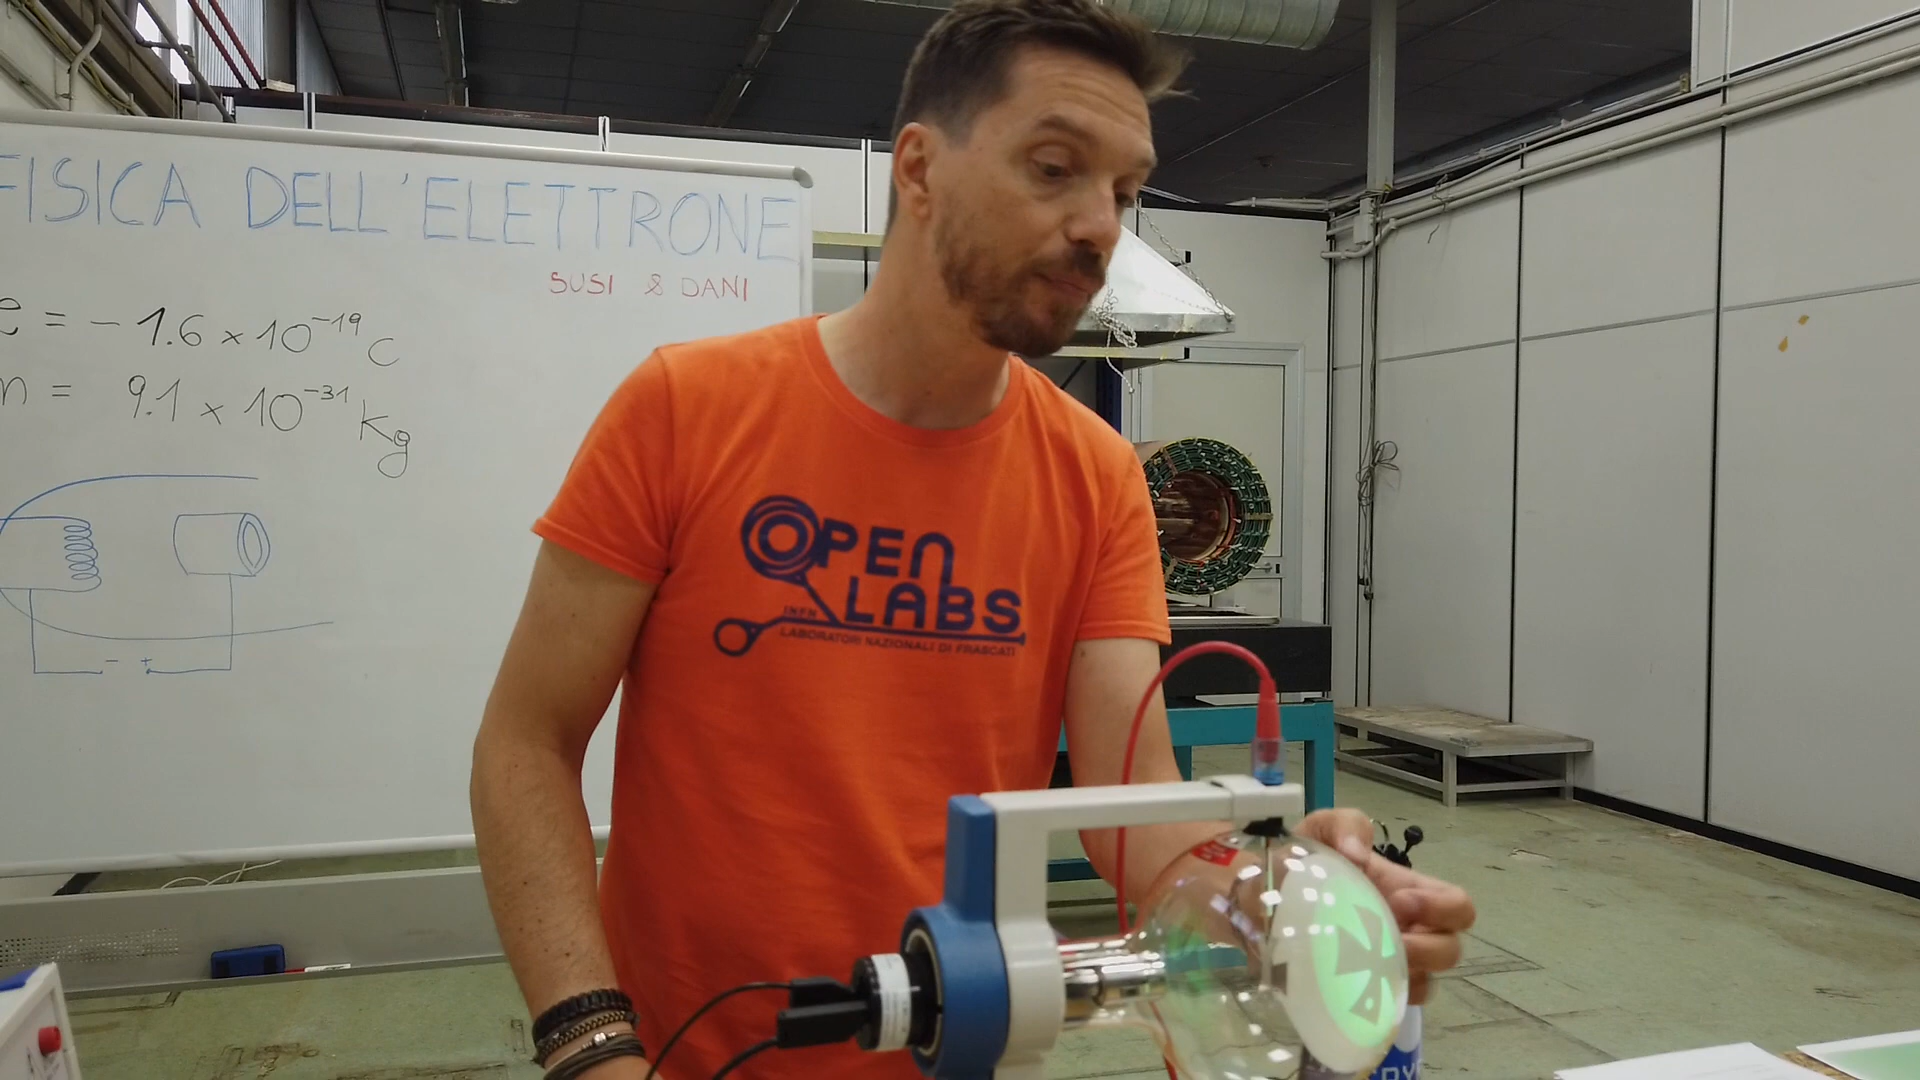 FISICA DELL'ELETTRONE
SUSI & DANI
e = -1.6 × 10⁻¹⁹ C
m = 9.1 × 10⁻³¹ kg
- +
OPEN
LABS
INFN
LABORATORI NAZIONALI DI FRASCATI